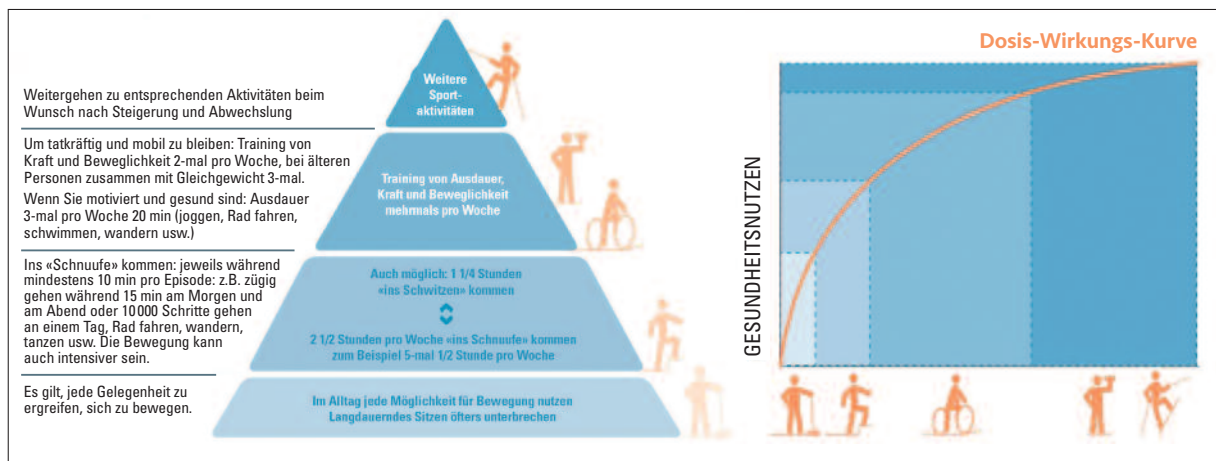 Weitergehen zu entsprechenden Aktivitäten beim
Wunsch nach Steigerung und Abwechslung
Um tatkräftig und mobil zu bleiben: Training von
Kraft und Beweglichkeit 2-mal pro Woche, bei älteren
Personen zusammen mit Gleichgewicht 3-mal.
Wenn Sie motiviert und gesund sind: Ausdauer
3-mal pro Woche 20 min (joggen, Rad fahren,
schwimmen, wandern usw.)
Ins «Schnuufe» kommen: jeweils während
mindestens 10 min pro Episode: z.B. zügig
gehen während 15 min am Morgen und
am Abend oder 10 000 Schritte gehen
an einem Tag, Rad fahren, wandern,
tanzen usw. Die Bewegung kann
auch intensiver sein.
Es gilt, jede Gelegenheit zu
ergreifen, sich zu bewegen.
Weitere
Sport-
aktivitäten
Training von Ausdauer,
Kraft und Beweglichkeit
mehrmals pro Woche
Auch möglich: 1 1/4 Stunden
«ins Schwitzen» kommen
2 1/2 Stunden pro Woche «ins Schnuufe» kommen
zum Beispiel 5-mal 1/2 Stunde pro Woche
Im Alltag jede Möglichkeit für Bewegung nutzen
Langdauerndes Sitzen öfters unterbrechen
Dosis-Wirkungs-Kurve
GESUNDHEITSNUTZEN